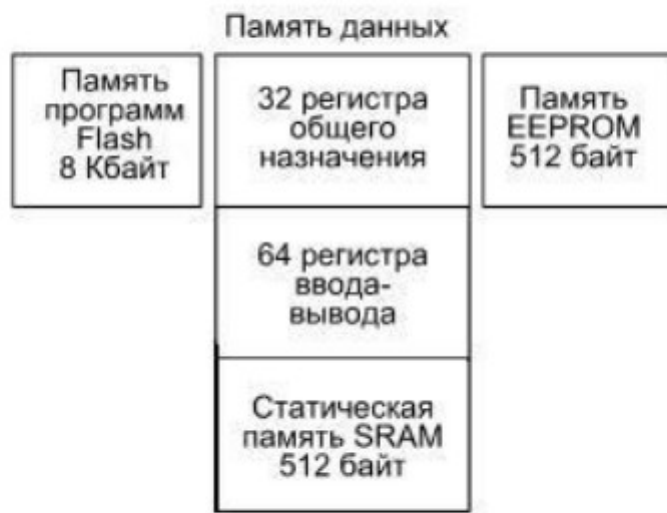 Память данных
Память
программ
Flash
8 Кбайт
32 регистра
общего
назначения
Память
EEPROM
512 байт
64 регистра
ввода-
вывода
Статическая
память SRAM
512 байт